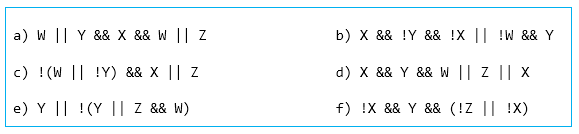 a) W || Y && X && W || Z b) X && !Y && !X || !W && Y
c) !(W || !Y) && X || Z d) X && Y && W || Z || X
e) Y || !(Y || Z && W) f) !X && Y && (!Z || !X)